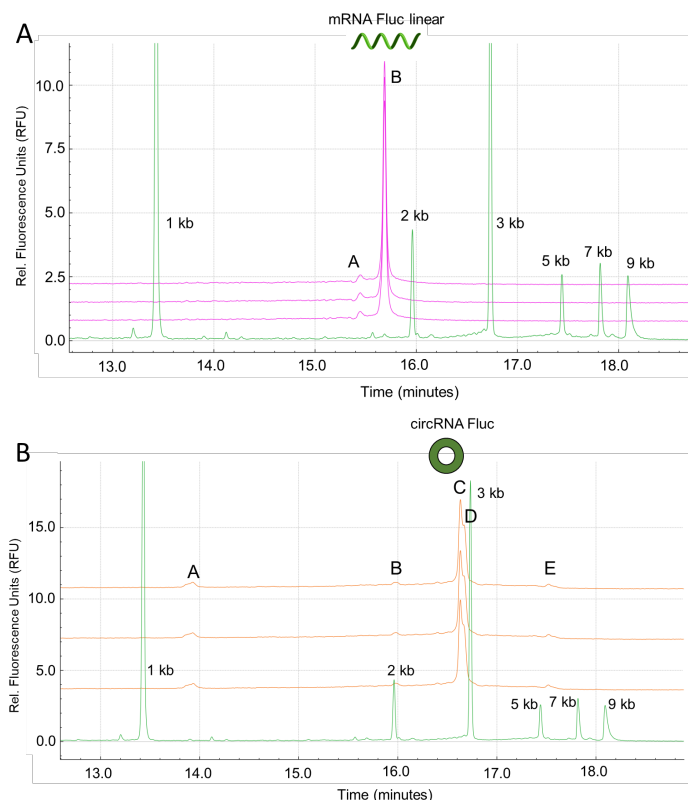 A
mRNA Fluc linear
Rel. Fluorescence Units (RFU)
10.0
7.5
5.0
2.5
0.0
B
1 kb
2 kb
3 kb
A
5 kb
7 kb
9 kb
13.0
14.0
15.0
16.0
17.0
18.0
Time (minutes)
B
circRNA Fluc
Rel. Fluorescence Units (RFU)
15.0
10.0
5.0
0.0
C
3 kb
D
A
B
E
1 kb
2 kb
5 kb
7 kb
9 kb
13.0
14.0
15.0
16.0
17.0
18.0
Time (minutes)